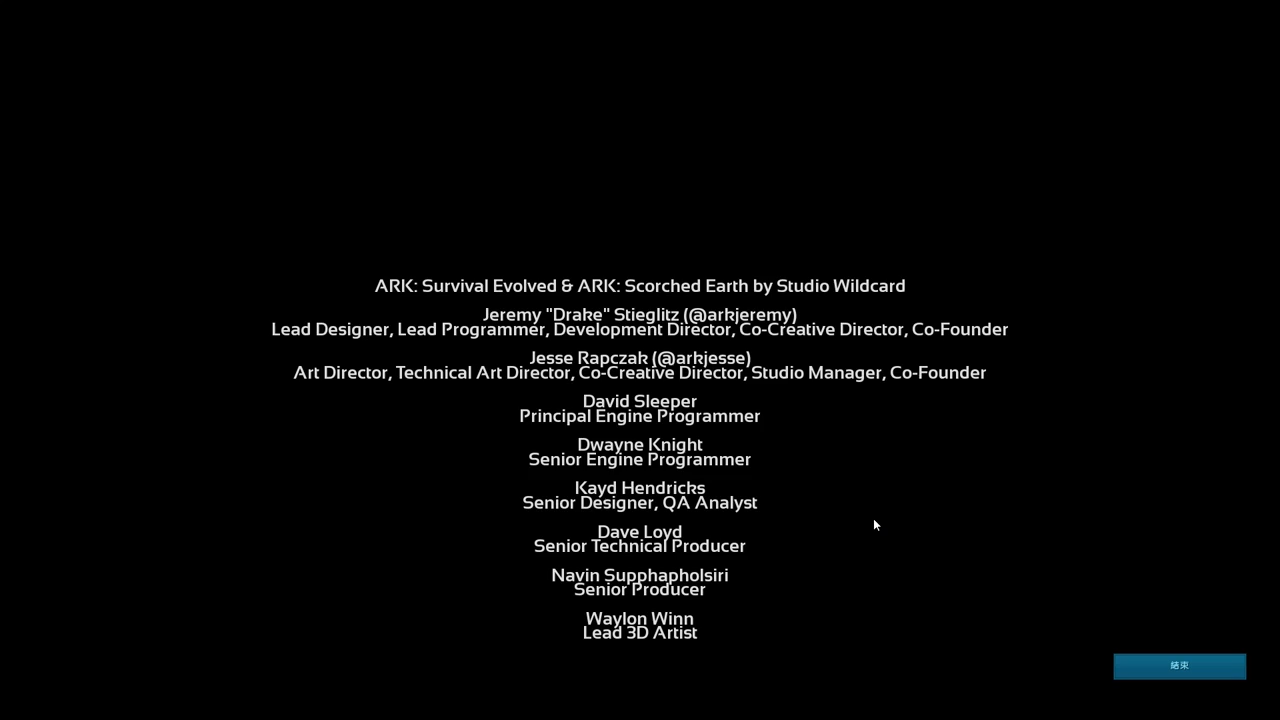 ARK: Survival Evolved & ARK: Scorched Earth by Studio Wildcard
Jeremy "Drake" Stieglitz (@arkjeremy)
Lead Designer, Lead Programmer, Development Director, Co-Creative Director, Co-Founder
Jesse Rapczak (@arkjesse)
Art Director, Technical Art Director, Co-Creative Director, Studio Manager, Co-Founder
David Sleeper
Principal Engine Programmer
Dwayne Knight
Senior Engine Programmer
Kayd Hendricks
Senior Designer, QA Analyst
Dave Loyd
Senior Technical Producer
Navin Supphapholsiri
Senior Producer
Waylon Winn
Lead 3D Artist
結束